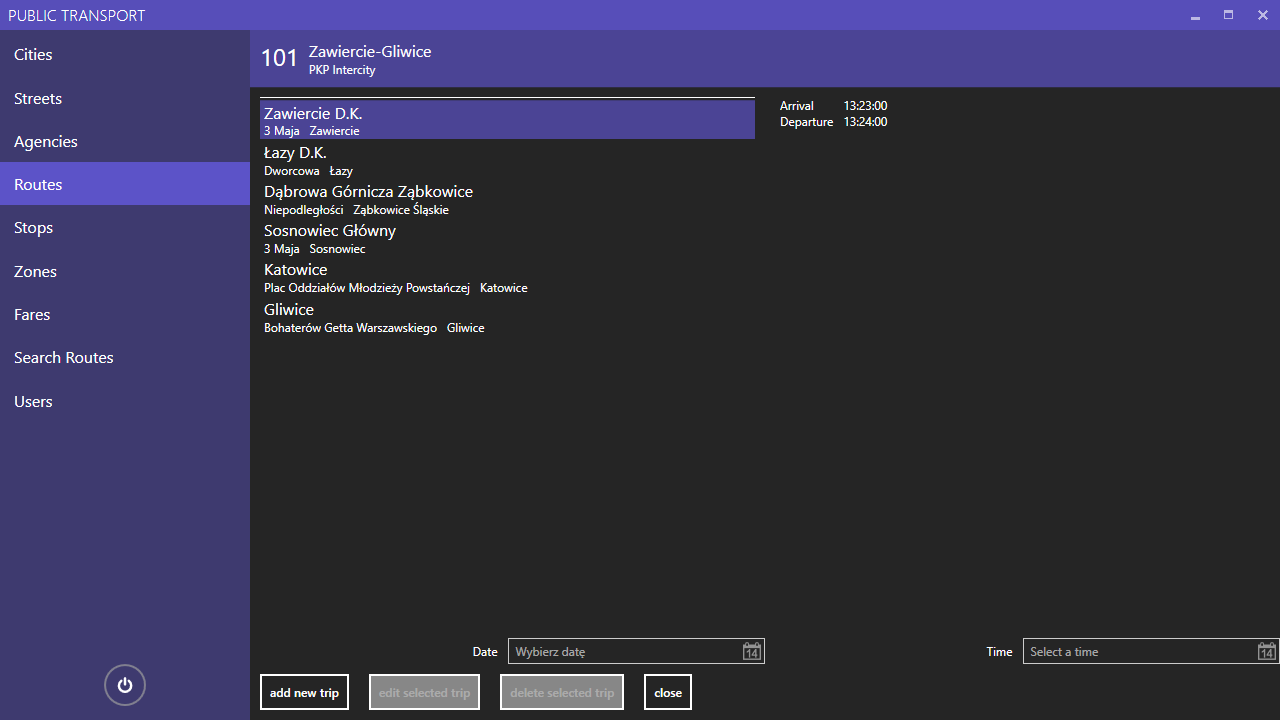 PUBLIC TRANSPORT
Cities
Streets
Agencies
Routes
Stops
Zones
Fares
Search Routes
Users
101 Zawiercie-Gliwice
PKP Intercity
Zawiercie D.K.
3 Maja Zawiercie
Łazy D.K.
Dworcowa Łazy
Dąbrowa Górnicza Ząbkowice
Niepodległości Ząbkowice Śląskie
Sosnowiec Główny
3 Maja Sosnowiec
Katowice
Plac Oddziałów Młodzieży Powstańczej Katowice
Gliwice
Bohaterów Getta Warszawskiego Gliwice
Arrival 13:23:00
Departure 13:24:00
Date Wybierz datę 14 Time Select a time 14
add new trip edit selected trip delete selected trip close